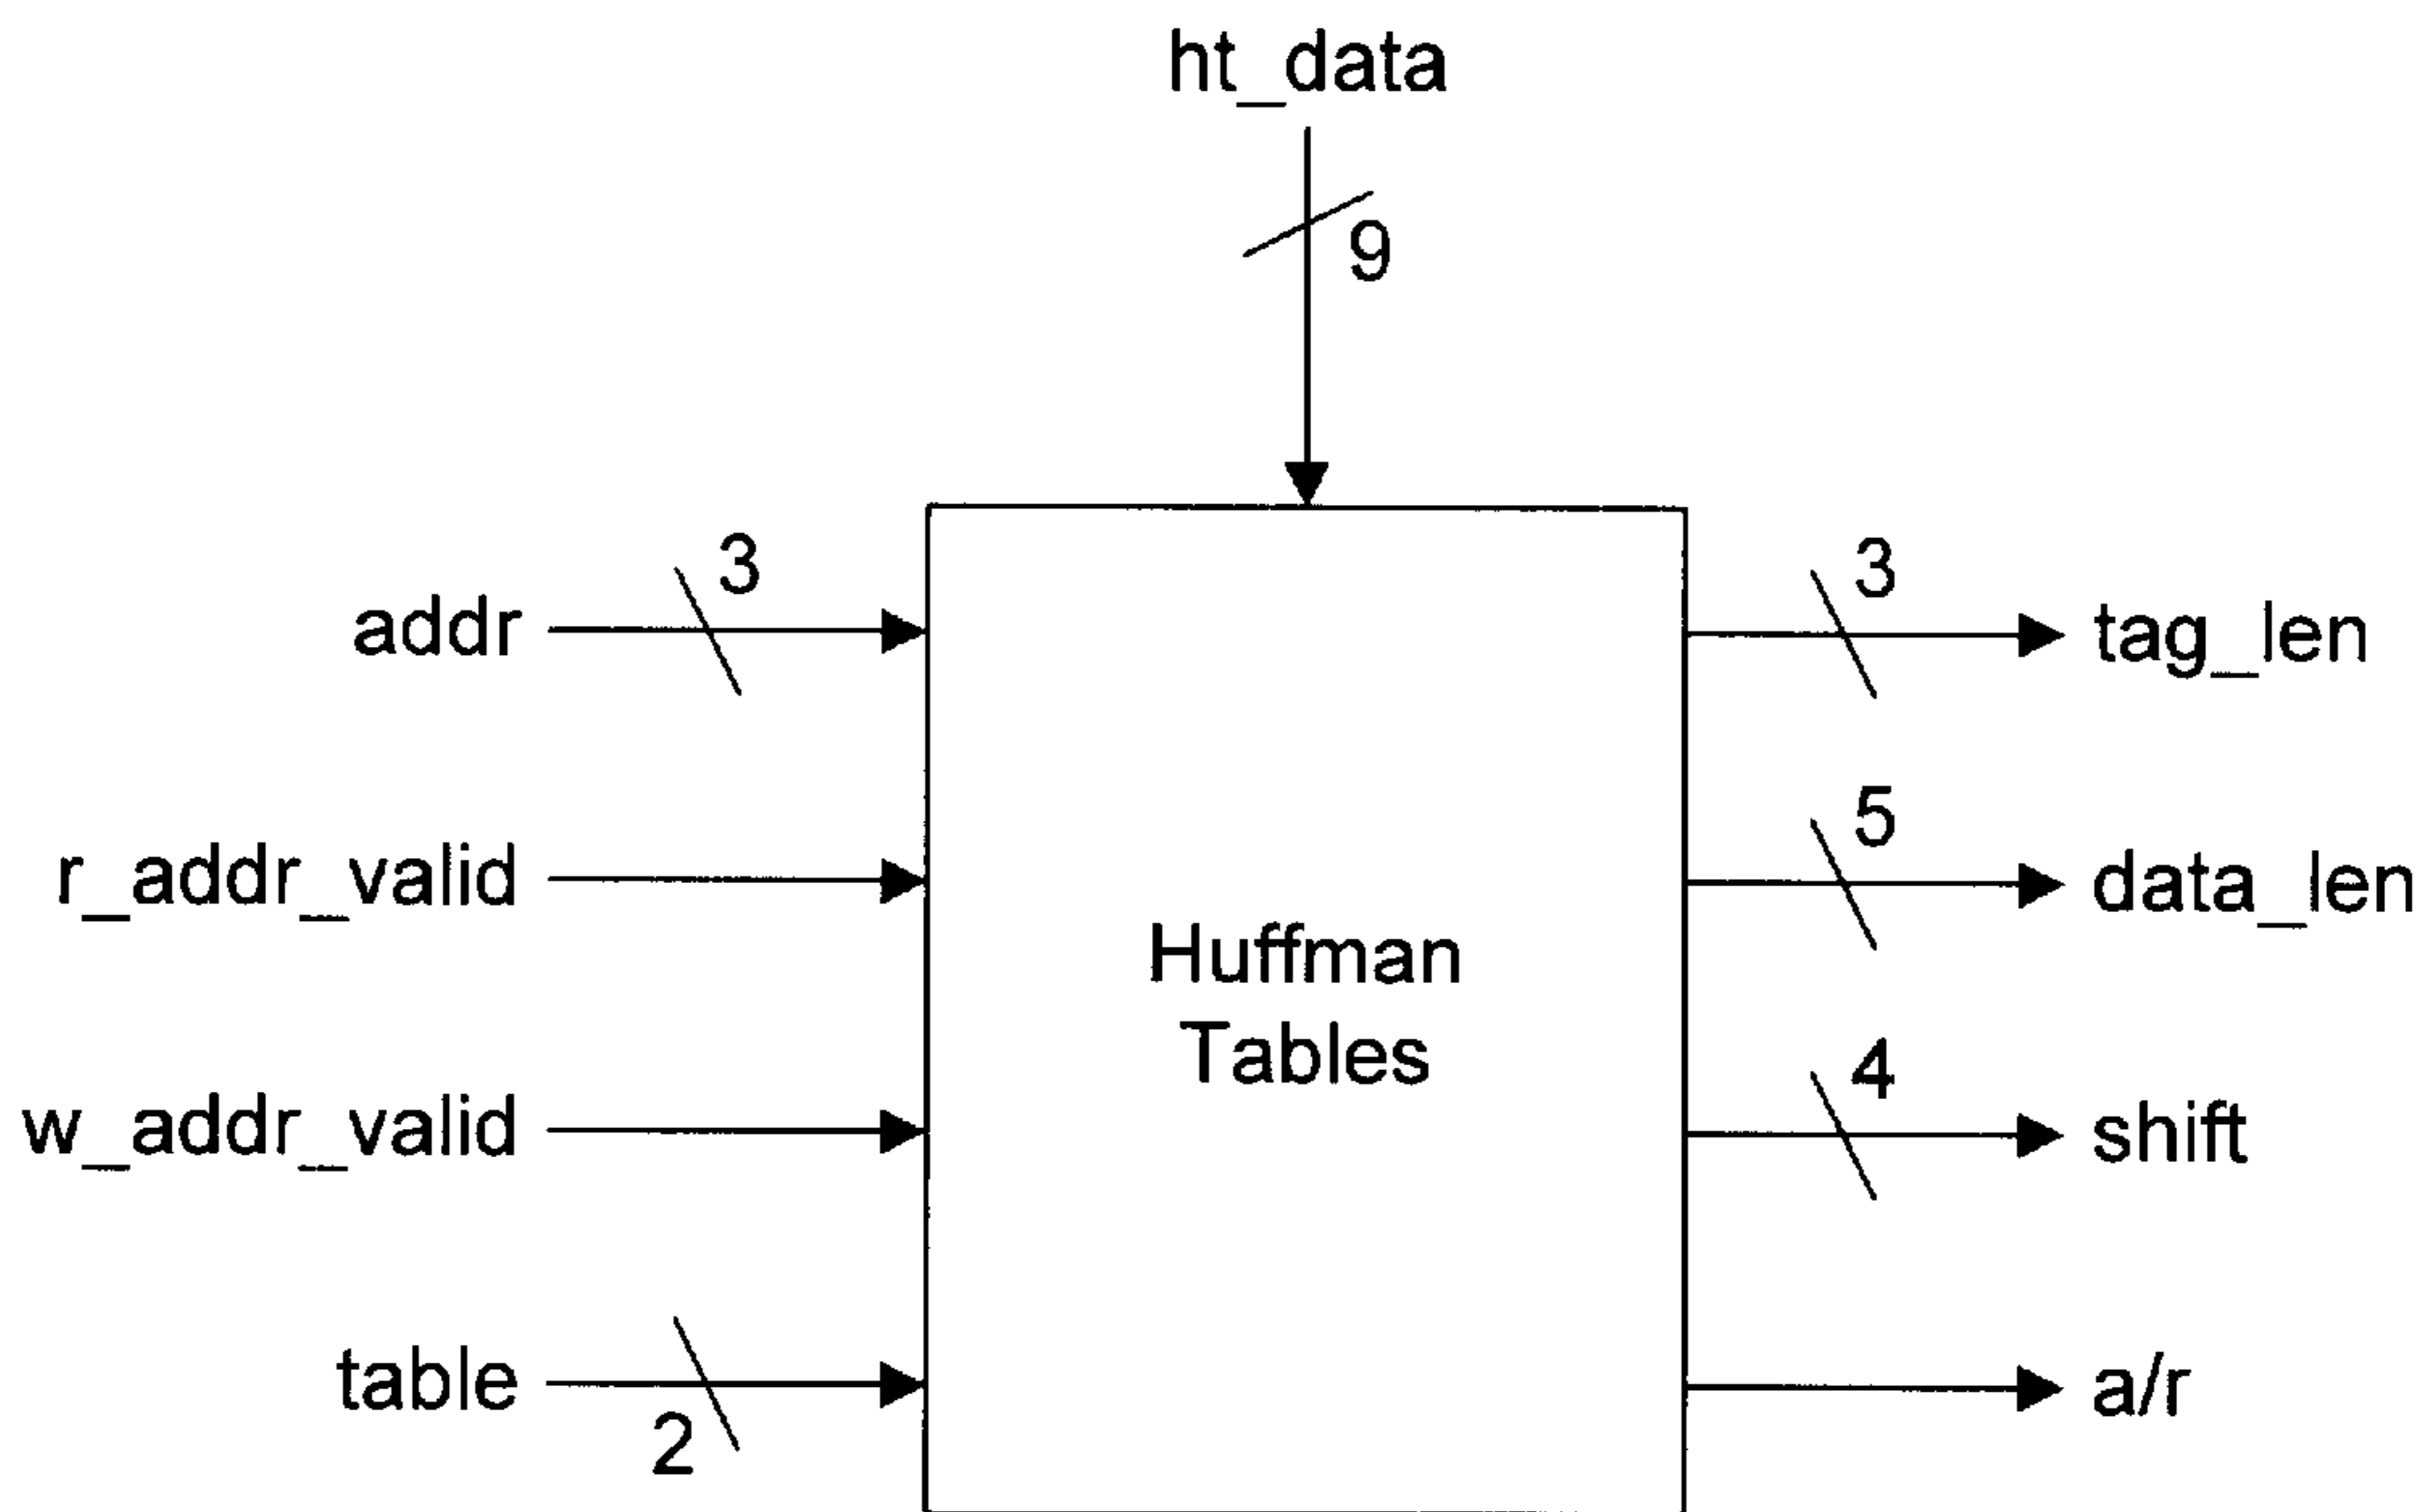 ht_data
9
3
addr
3
tag_len
r_addr_valid
5
data_len
Huffman
Tables
w_addr_valid
4
shift
table
2
a/r